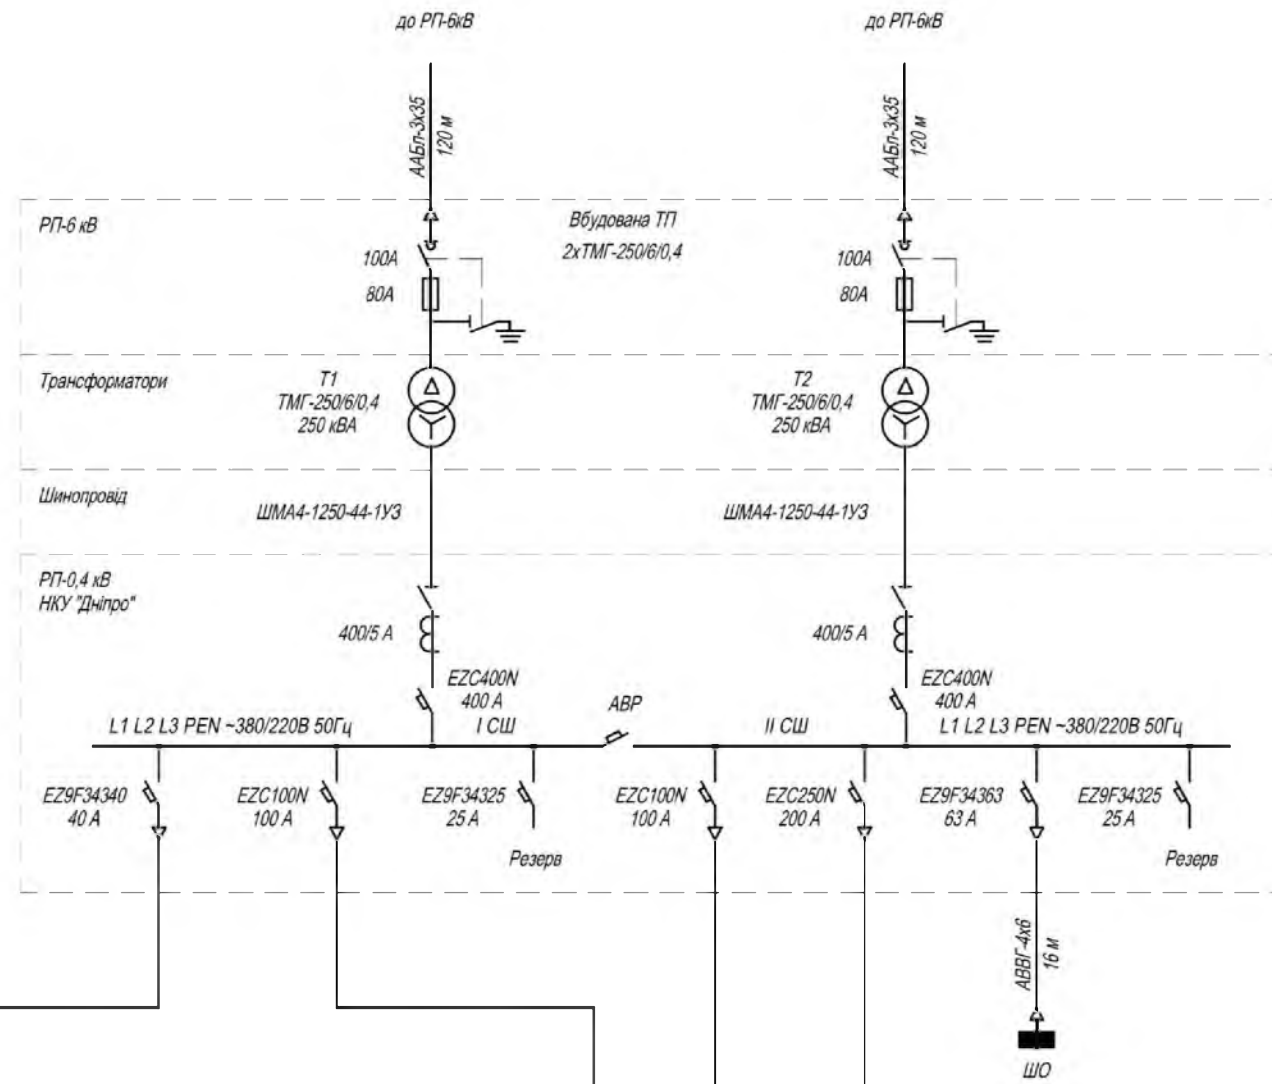 до РП-6кВ
до РП-6кВ
ААБл-3х35
120 м
ААБл-3х35
120 м
РП-6 кВ
Вбудована ТП
2хТМГ-250/6/0,4
100А
80А
100А
80А
Трансформатори
Т1
ТМГ-250/6/0,4
250 кВА
Т2
ТМГ-250/6/0,4
250 кВА
Шинопровід
ШМА4-1250-44-1У3
ШМА4-1250-44-1У3
РП-0,4 кВ
НКУ "Дніпро"
400/5 А
400/5 А
EZC400N
400 А
АВР
EZC400N
400 А
L1 L2 L3 PEN ~380/220В 50Гц
І СШ
ІІ СШ
L1 L2 L3 PEN ~380/220В 50Гц
EZ9F34340
40 А
EZC100N
100 А
EZ9F34325
25 А
EZC100N
100 А
EZC250N
200 А
EZ9F34363
63 А
EZ9F34325
25 А
Резерв
Резерв
АВВГ-4х6
16 м
ШО